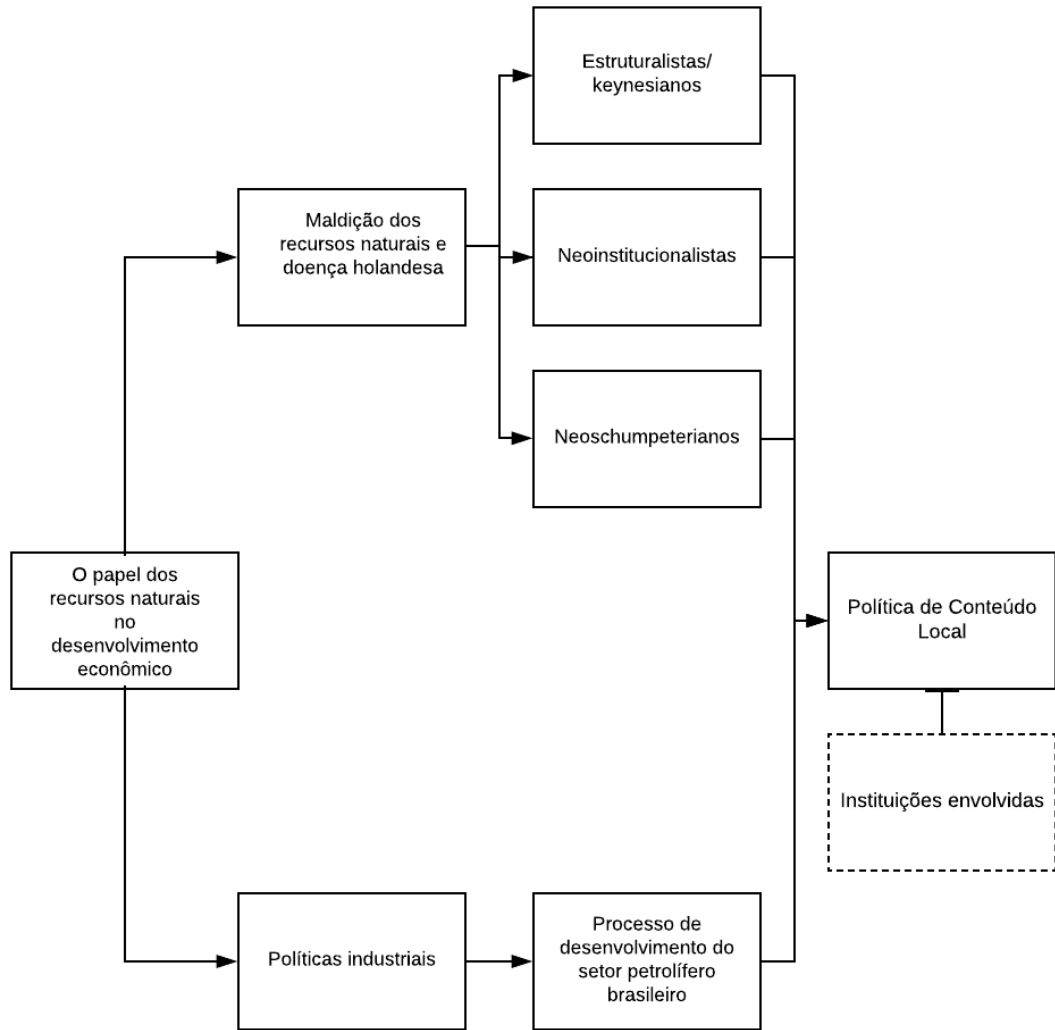 Estruturalistas/
keynesianos
Maldição dos
recursos naturais e
doença holandesa
Neoinstitucionalistas
Neoschumpeterianos
O papel dos
recursos naturais
no
desenvolvimento
econômico
Política de Conteúdo
Local
Instituições envolvidas
Políticas industriais
Processo de
desenvolvimento do
setor petrolífero
brasileiro